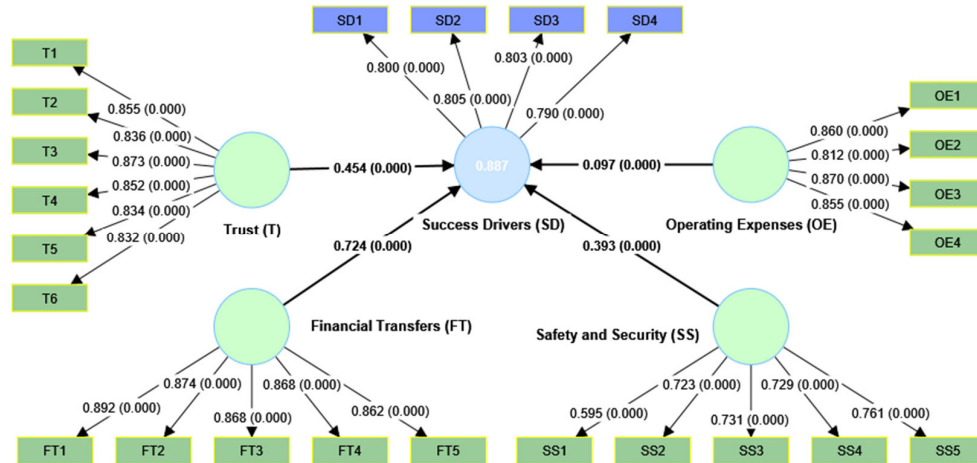 SD1
SD2
SD3
SD4
0.800 (0.000)
0.805 (0.000)
0.803 (0.000)
0.790 (0.000)
T1
T2
T3
T4
T5
T6
0.855 (0.000)
0.836 (0.000)
0.873 (0.000)
0.852 (0.000)
0.834 (0.000)
0.832 (0.000)
Trust (T)
0.454 (0.000)
0.887
Success Drivers (SD)
0.097 (0.000)
Operating Expenses (OE)
OE1
OE2
OE3
OE4
0.860 (0.000)
0.812 (0.000)
0.870 (0.000)
0.855 (0.000)
0.724 (0.000)
0.393 (0.000)
Financial Transfers (FT)
Safety and Security (SS)
0.892 (0.000)
0.874 (0.000)
0.868 (0.000)
0.868 (0.000)
0.862 (0.000)
FT1
FT2
FT3
FT4
FT5
0.595 (0.000)
0.723 (0.000)
0.731 (0.000)
0.729 (0.000)
0.761 (0.000)
SS1
SS2
SS3
SS4
SS5